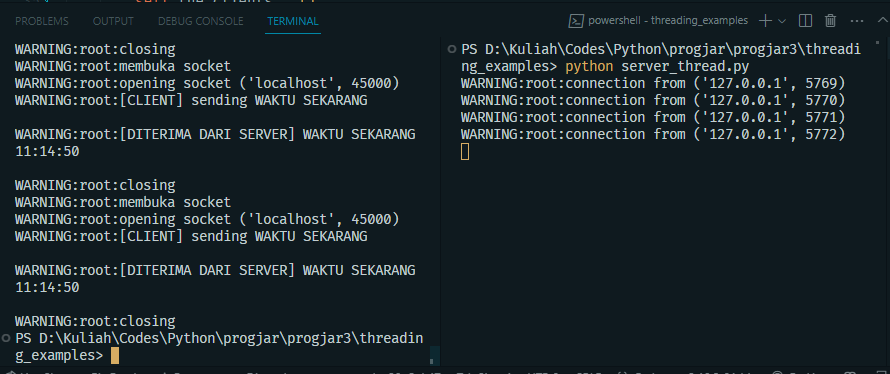 PROBLEMS OUTPUT DEBUG CONSOLE TERMINAL powershell - threading_examples
WARNING:root:closing
WARNING:root:membuka socket
WARNING:root:opening socket ('localhost', 45000)
WARNING:root:[CLIENT] sending WAKTU SEKARANG
WARNING:root:[DITERIMA DARI SERVER] WAKTU SEKARANG
11:14:50
WARNING:root:closing
WARNING:root:membuka socket
WARNING:root:opening socket ('localhost', 45000)
WARNING:root:[CLIENT] sending WAKTU SEKARANG
WARNING:root:[DITERIMA DARI SERVER] WAKTU SEKARANG
11:14:50
WARNING:root:closing
PS D:\Kuliah\Codes\Python\progjar\progjar3\threadin
g_examples>
PS D:\Kuliah\Codes\Python\progjar\progjar3\threadi
ng_examples> python server_thread.py
WARNING:root:connection from ('127.0.0.1', 5769)
WARNING:root:connection from ('127.0.0.1', 5770)
WARNING:root:connection from ('127.0.0.1', 5771)
WARNING:root:connection from ('127.0.0.1', 5772)